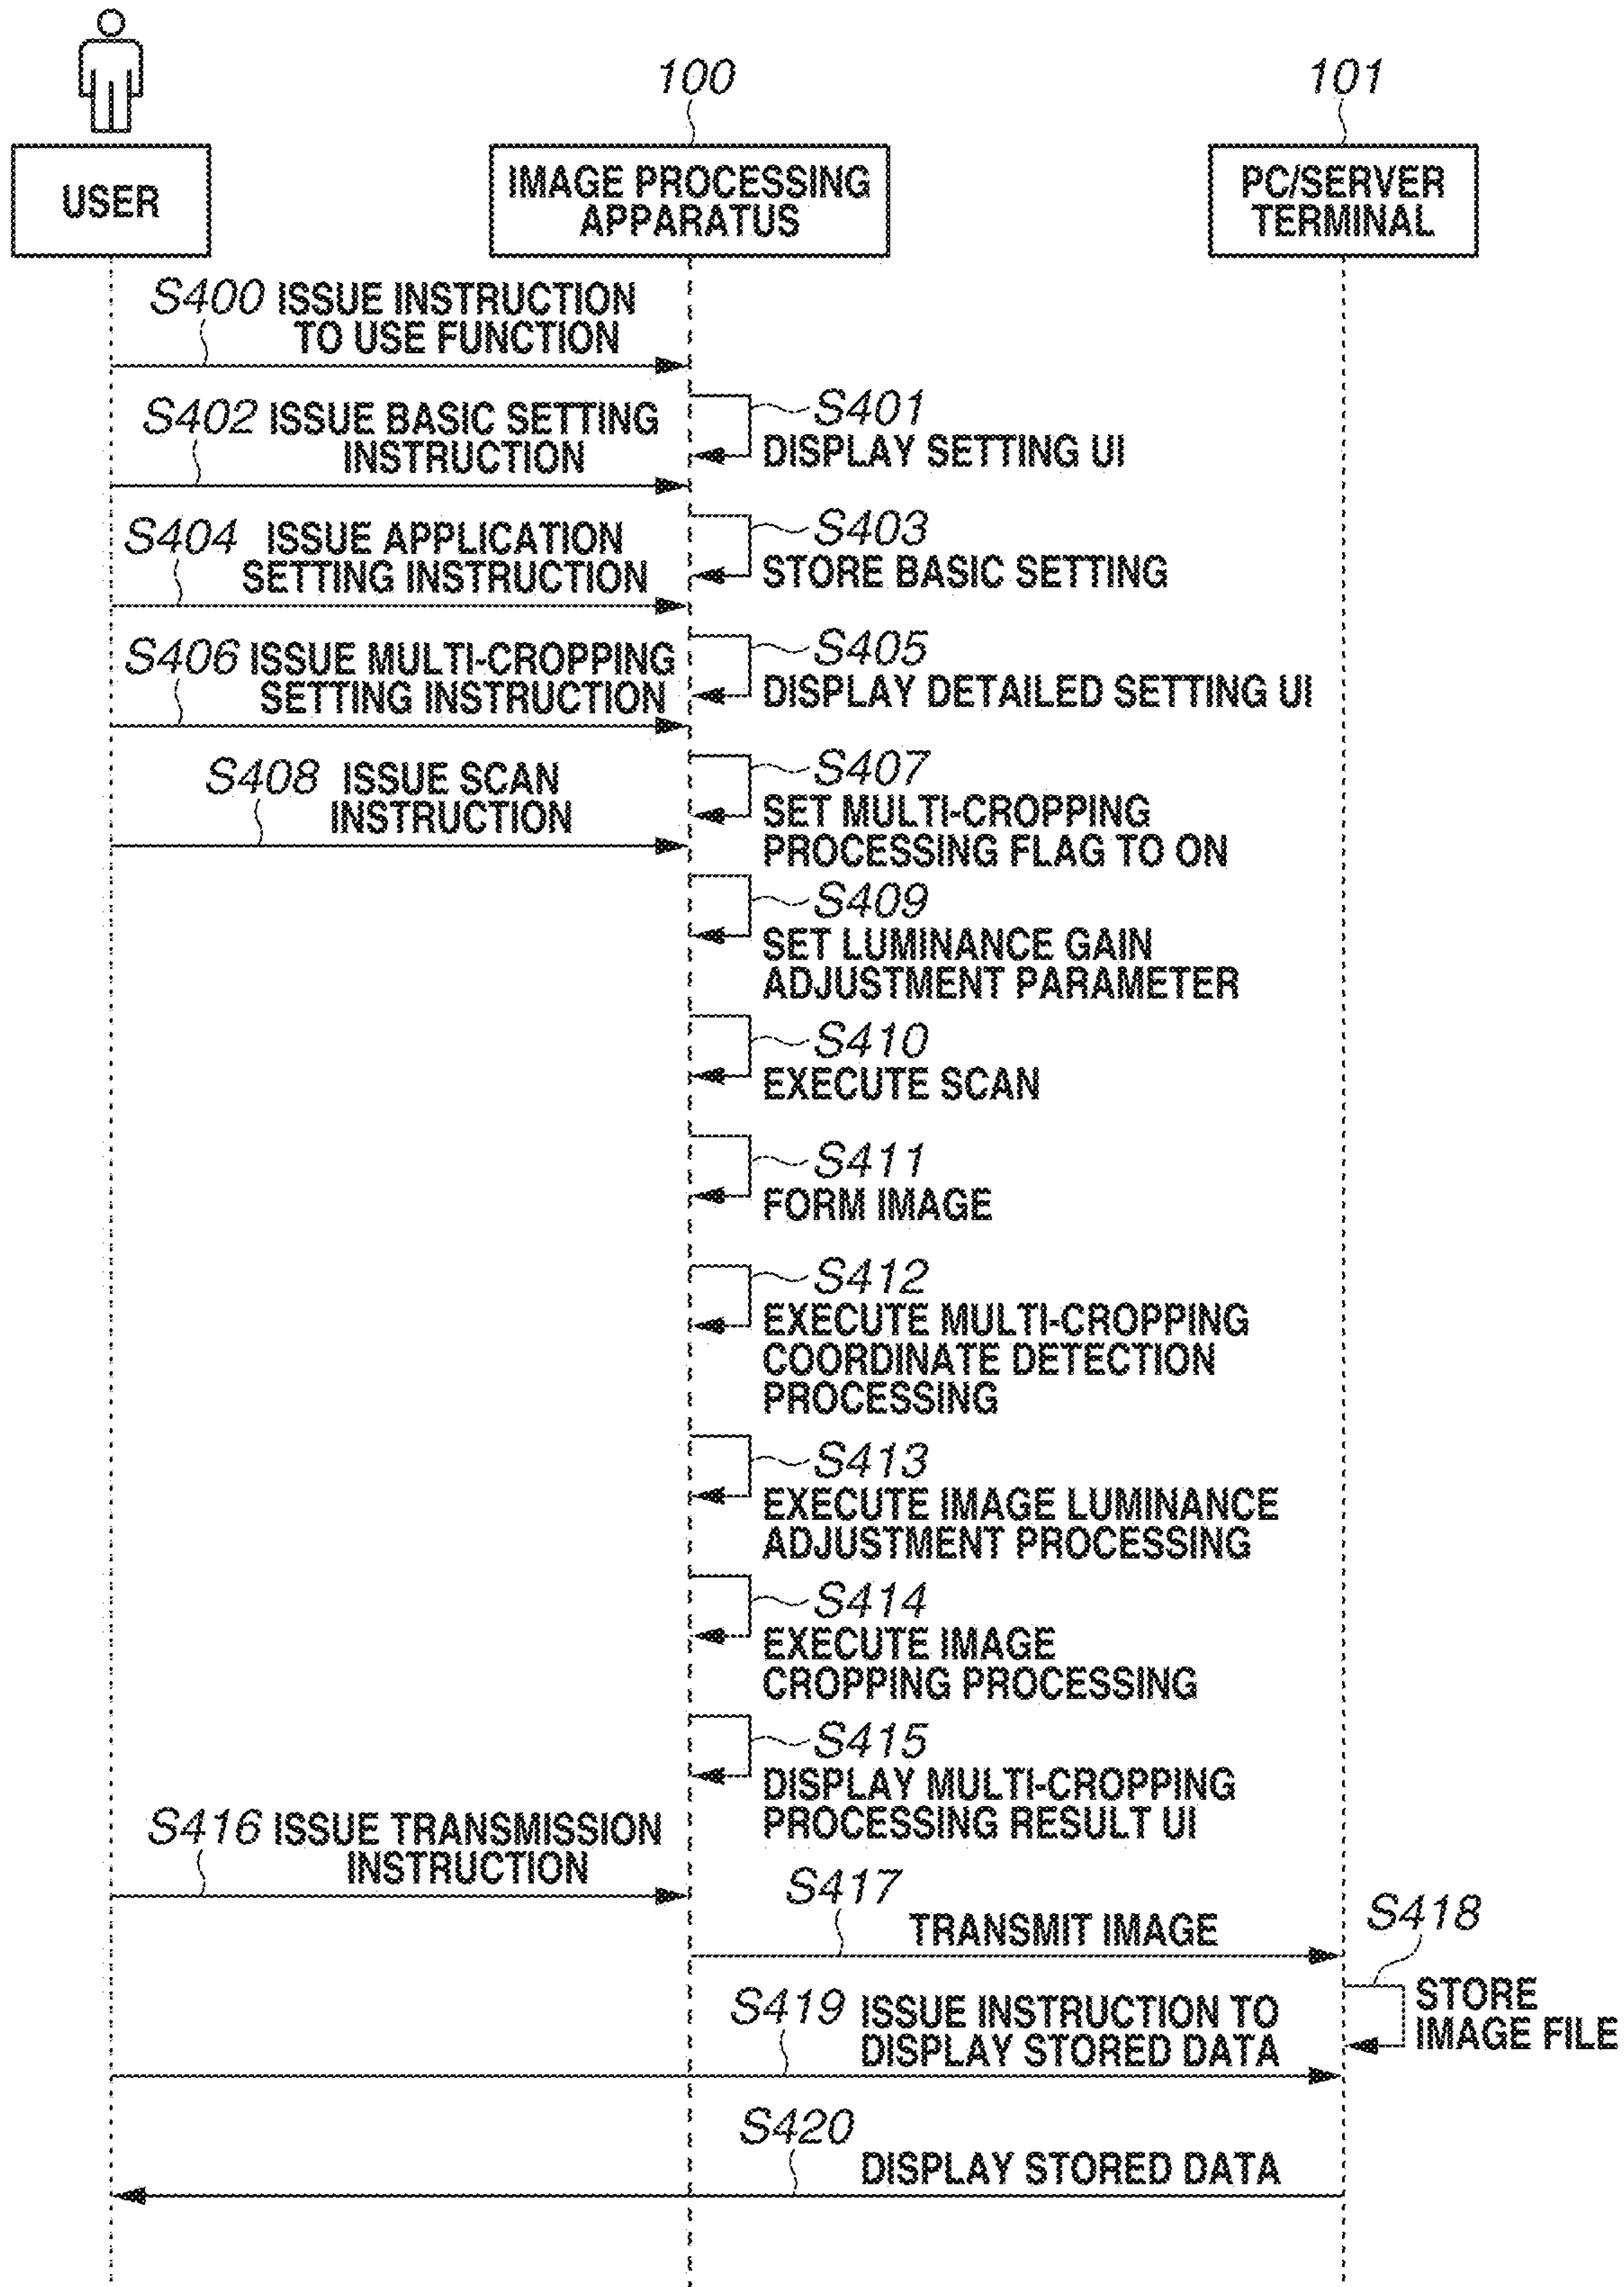 100
101
USER
IMAGE PROCESSING
APPARATUS
PC/SERVER
TERMINAL
S400 ISSUE INSTRUCTION
TO USE FUNCTION
S401
DISPLAY SETTING UI
S402 ISSUE BASIC SETTING
INSTRUCTION
S403
STORE BASIC SETTING
S404 ISSUE APPLICATION
SETTING INSTRUCTION
S405
DISPLAY DETAILED SETTING UI
S406 ISSUE MULTI-CROPPING
SETTING INSTRUCTION
S407
SET MULTI-CROPPING
PROCESSING FLAG TO ON
S408 ISSUE SCAN
INSTRUCTION
S409
SET LUMINANCE GAIN
ADJUSTMENT PARAMETER
S410
EXECUTE SCAN
S411
FORM IMAGE
S412
EXECUTE MULTI-CROPPING
COORDINATE DETECTION
PROCESSING
S413
EXECUTE IMAGE LUMINANCE
ADJUSTMENT PROCESSING
S414
EXECUTE IMAGE
CROPPING PROCESSING
S415
DISPLAY MULTI-CROPPING
PROCESSING RESULT UI
S416 ISSUE TRANSMISSION
INSTRUCTION
S417
TRANSMIT IMAGE
S418
STORE
IMAGE FILE
S419 ISSUE INSTRUCTION TO
DISPLAY STORED DATA
S420
DISPLAY STORED DATA